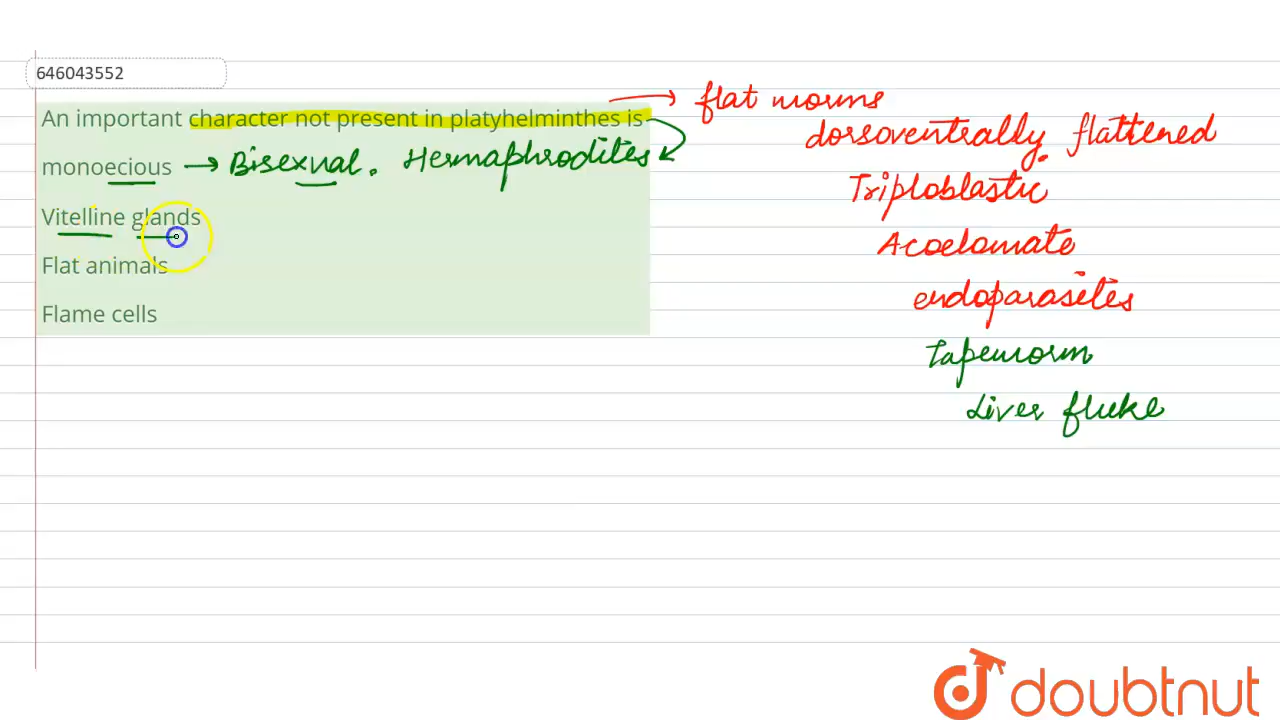 646043552
An important character not present in platyhelminthes is
monoecious → Bisexual. Hermaphrodites
Vitelline glands
Flat animals
Flame cells
→ flat worms
dorsoventrally flattened
Triploblastic
Acoelomate
endoparasites
Tapeworm
Liver fluke
doubtnut